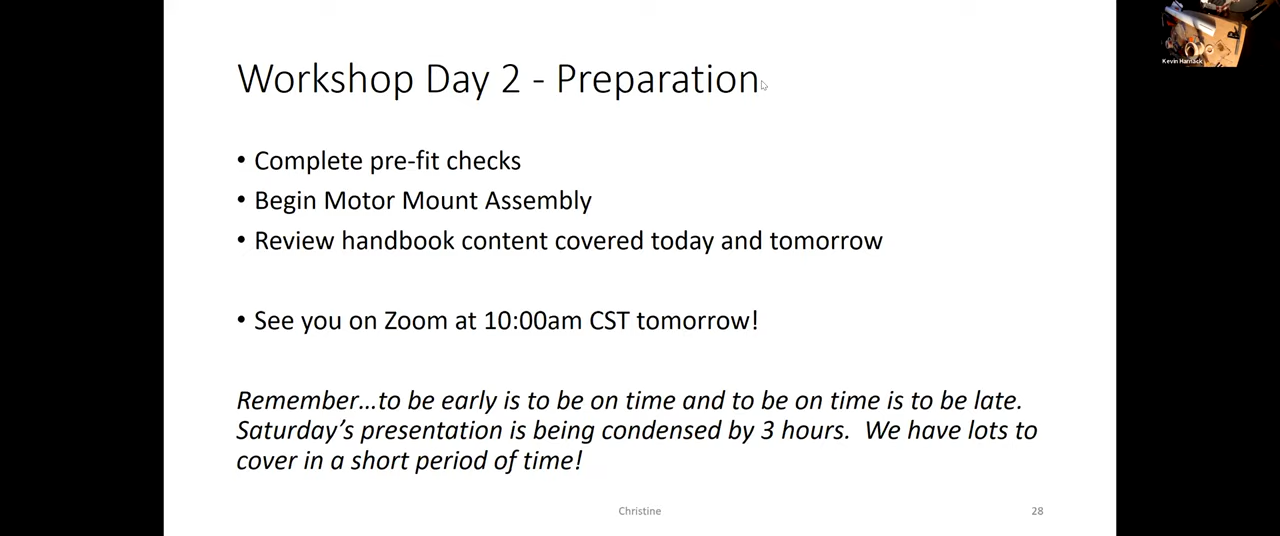 Workshop Day 2 - Preparation
• Complete pre-fit checks
• Begin Motor Mount Assembly
• Review handbook content covered today and tomorrow
• See you on Zoom at 10:00am CST tomorrow!
Remember...to be early is to be on time and to be on time is to be late.
Saturday’s presentation is being condensed by 3 hours.  We have lots to
cover in a short period of time!
Christine
28
Kevin